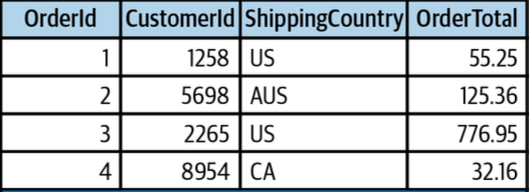 OrderId CustomerId ShippingCountry OrderTotal
1 1258 US 55.25
2 5698 AUS 125.36
3 2265 US 776.95
4 8954 CA 32.16